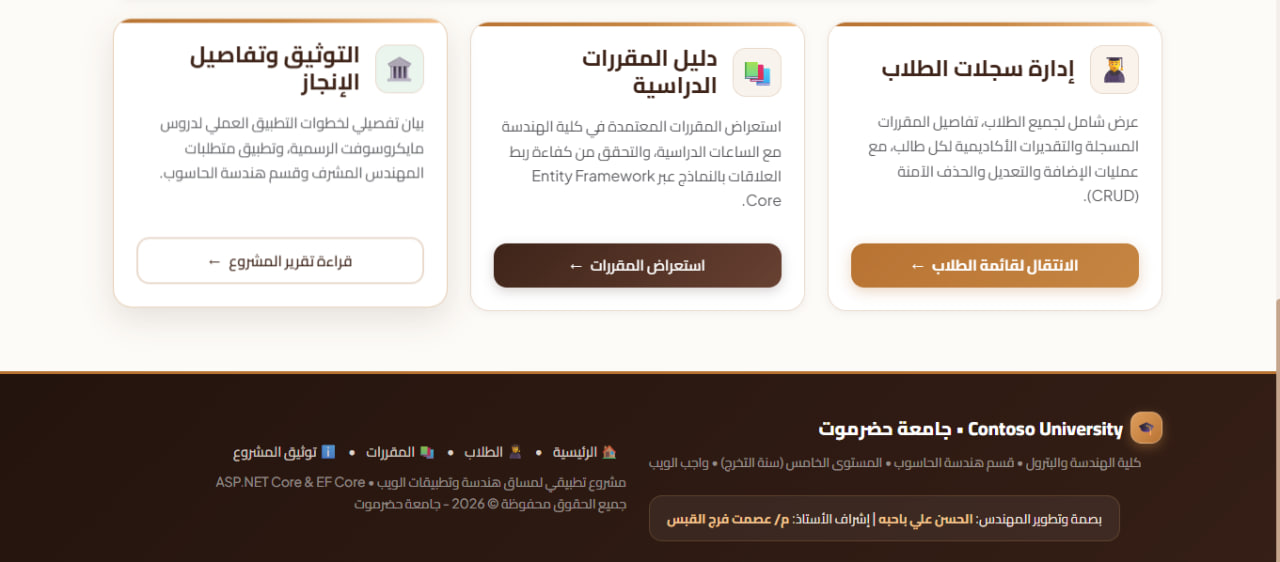 إدارة سجلات الطلاب
عرض شامل لجميع الطلاب، تفاصيل المقررات
المسجلة والتقديرات الأكاديمية لكل طالب، مع
عمليات الإضافة والتعديل والحذف الآمنة
(CRUD).
الانتقال لقائمة الطلاب ←
دليل المقررات
الدراسية
استعراض المقررات المعتمدة في كلية الهندسة
مع الساعات الدراسية، والتحقق من كفاءة ربط
العلاقات بالنماذج عبر Entity Framework
Core.
استعراض المقررات ←
التوثيق وتفاصيل
الإنجاز
بيان تفصيلي لخطوات التطبيق العملي لدروس
مايكروسوفت الرسمية، وتطبيق متطلبات
المهندس المشرف وقسم هندسة الحاسوب.
قراءة تقرير المشروع ←
Contoso University • جامعة حضرموت
كلية الهندسة والبترول • قسم هندسة الحاسوب • المستوى الخامس (سنة التخرج) • واجب الويب
بصمة وتطوير المهندس: الحسن علي باحبه | إشراف الأستاذ: م/ عصمت فرج القبس
الرئيسية • الطلاب • المقررات • توثيق المشروع
مشروع تطبيقي لمساق هندسة وتطبيقات الويب • ASP.NET Core & EF Core
جميع الحقوق محفوظة © 2026 - جامعة حضرموت